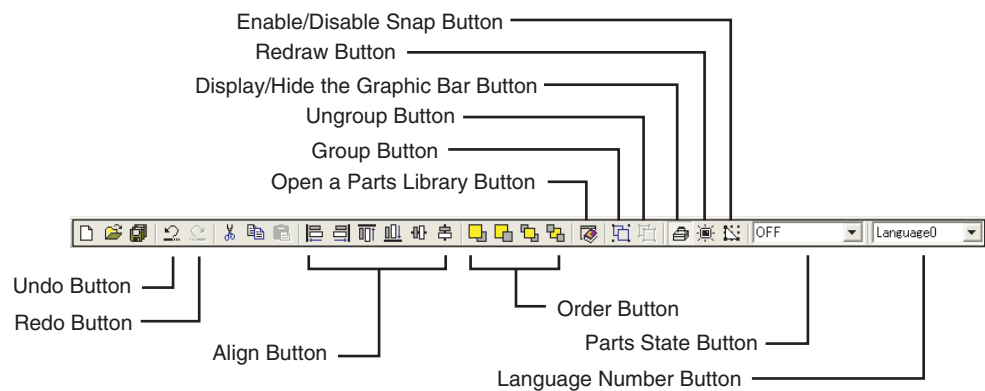 Enable/Disable Snap Button
Redraw Button
Display/Hide the Graphic Bar Button
Ungroup Button
Group Button
Open a Parts Library Button
OFF
Language0
Undo Button
Redo Button
Align Button
Order Button
Parts State Button
Language Number Button